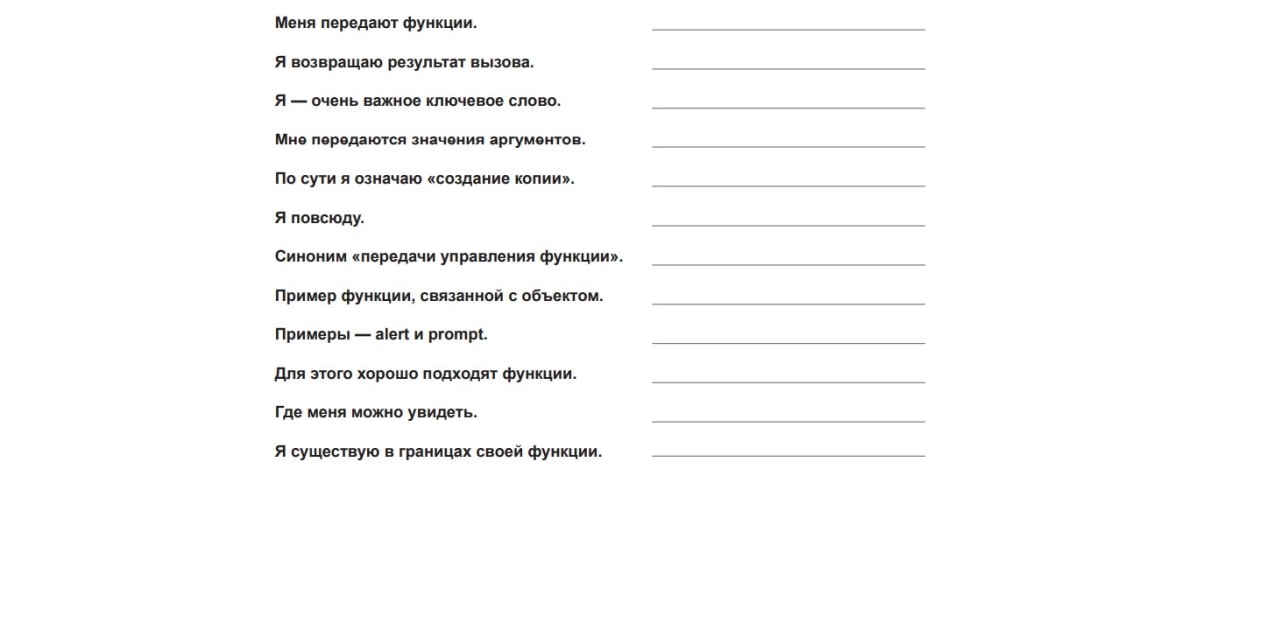 Меня передают функции.
Я возвращаю результат вызова.
Я — очень важное ключевое слово.
Мне передаются значения аргументов.
По сути я означаю «создание копии».
Я повсюду.
Синоним «передачи управления функции».
Пример функции, связанной с объектом.
Примеры — alert и prompt.
Для этого хорошо подходят функции.
Где меня можно увидеть.
Я существую в границах своей функции.